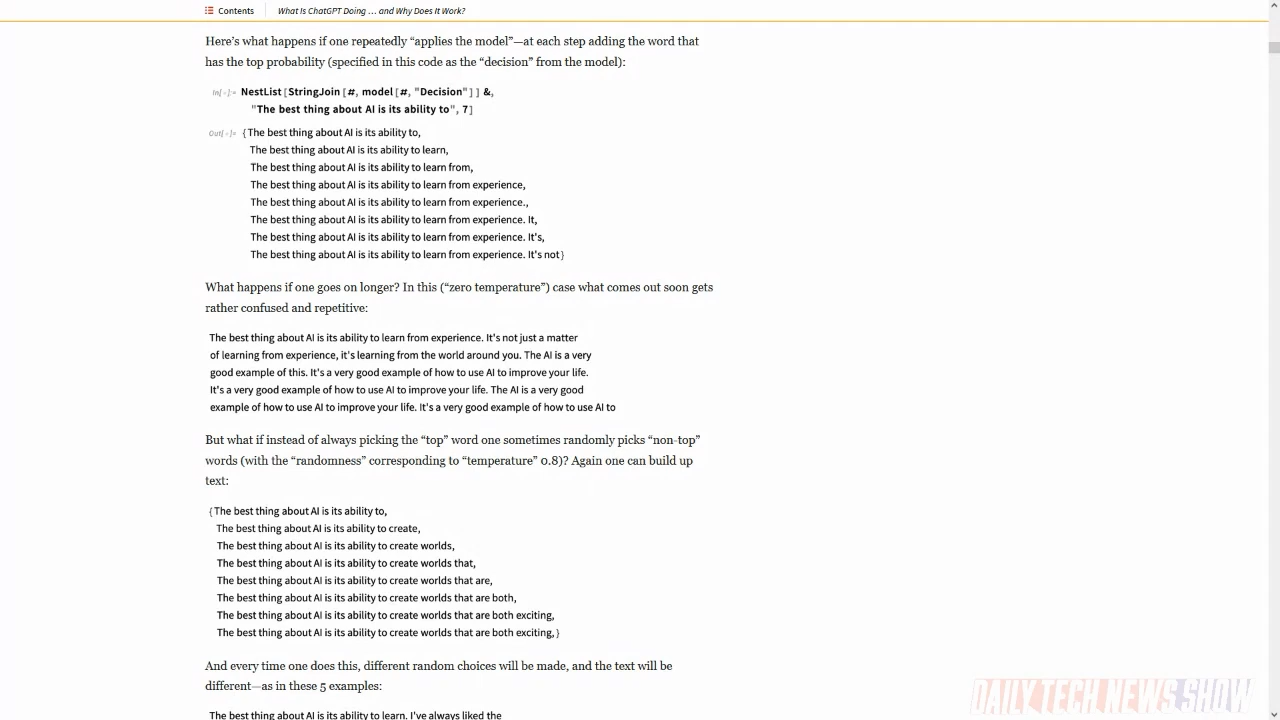 Contents What Is ChatGPT Doing … and Why Does It Work?
Here’s what happens if one repeatedly “applies the model”—at each step adding the word that
has the top probability (specified in this code as the “decision” from the model):
In[◦]:= NestList[StringJoin[#, model[#, "Decision"]] &,
"The best thing about AI is its ability to", 7]
Out[◦]= {The best thing about AI is its ability to,
The best thing about AI is its ability to learn,
The best thing about AI is its ability to learn from,
The best thing about AI is its ability to learn from experience,
The best thing about AI is its ability to learn from experience.,
The best thing about AI is its ability to learn from experience. It,
The best thing about AI is its ability to learn from experience. It's,
The best thing about AI is its ability to learn from experience. It's not}
What happens if one goes on longer? In this (“zero temperature”) case what comes out soon gets
rather confused and repetitive:
The best thing about AI is its ability to learn from experience. It's not just a matter
of learning from experience, it's learning from the world around you. The AI is a very
good example of this. It's a very good example of how to use AI to improve your life.
It's a very good example of how to use AI to improve your life. The AI is a very good
example of how to use AI to improve your life. It's a very good example of how to use AI to
But what if instead of always picking the “top” word one sometimes randomly picks “non-top”
words (with the “randomness” corresponding to “temperature” 0.8)? Again one can build up
text:
{The best thing about AI is its ability to,
The best thing about AI is its ability to create,
The best thing about AI is its ability to create worlds,
The best thing about AI is its ability to create worlds that,
The best thing about AI is its ability to create worlds that are,
The best thing about AI is its ability to create worlds that are both,
The best thing about AI is its ability to create worlds that are both exciting,
The best thing about AI is its ability to create worlds that are both exciting,}
And every time one does this, different random choices will be made, and the text will be
different—as in these 5 examples:
The best thing about AI is its ability to learn. I've always liked the
DAILY TECH NEWS SHOW